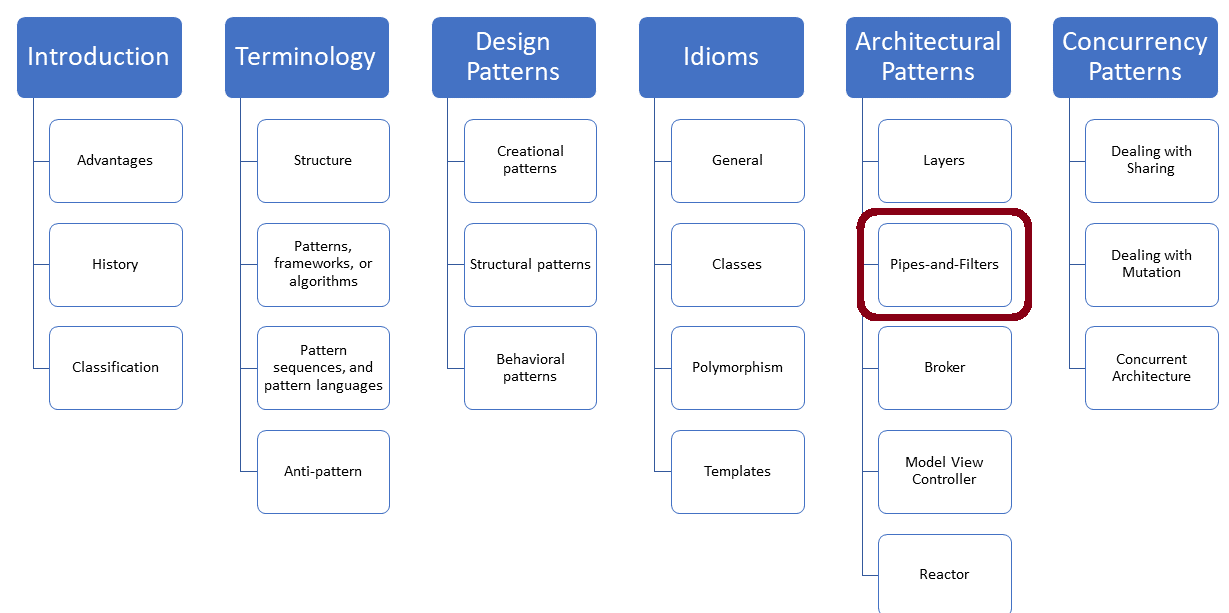 Introduction
Advantages
History
Classification
Terminology
Structure
Patterns,
frameworks, or
algorithms
Pattern
sequences, and
pattern languages
Anti-pattern
Design
Patterns
Creational
patterns
Structural patterns
Behavioral
patterns
Idioms
General
Classes
Polymorphism
Templates
Architectural
Patterns
Layers
Pipes-and-Filters
Broker
Model View
Controller
Reactor
Concurrency
Patterns
Dealing with
Sharing
Dealing with
Mutation
Concurrent
Architecture